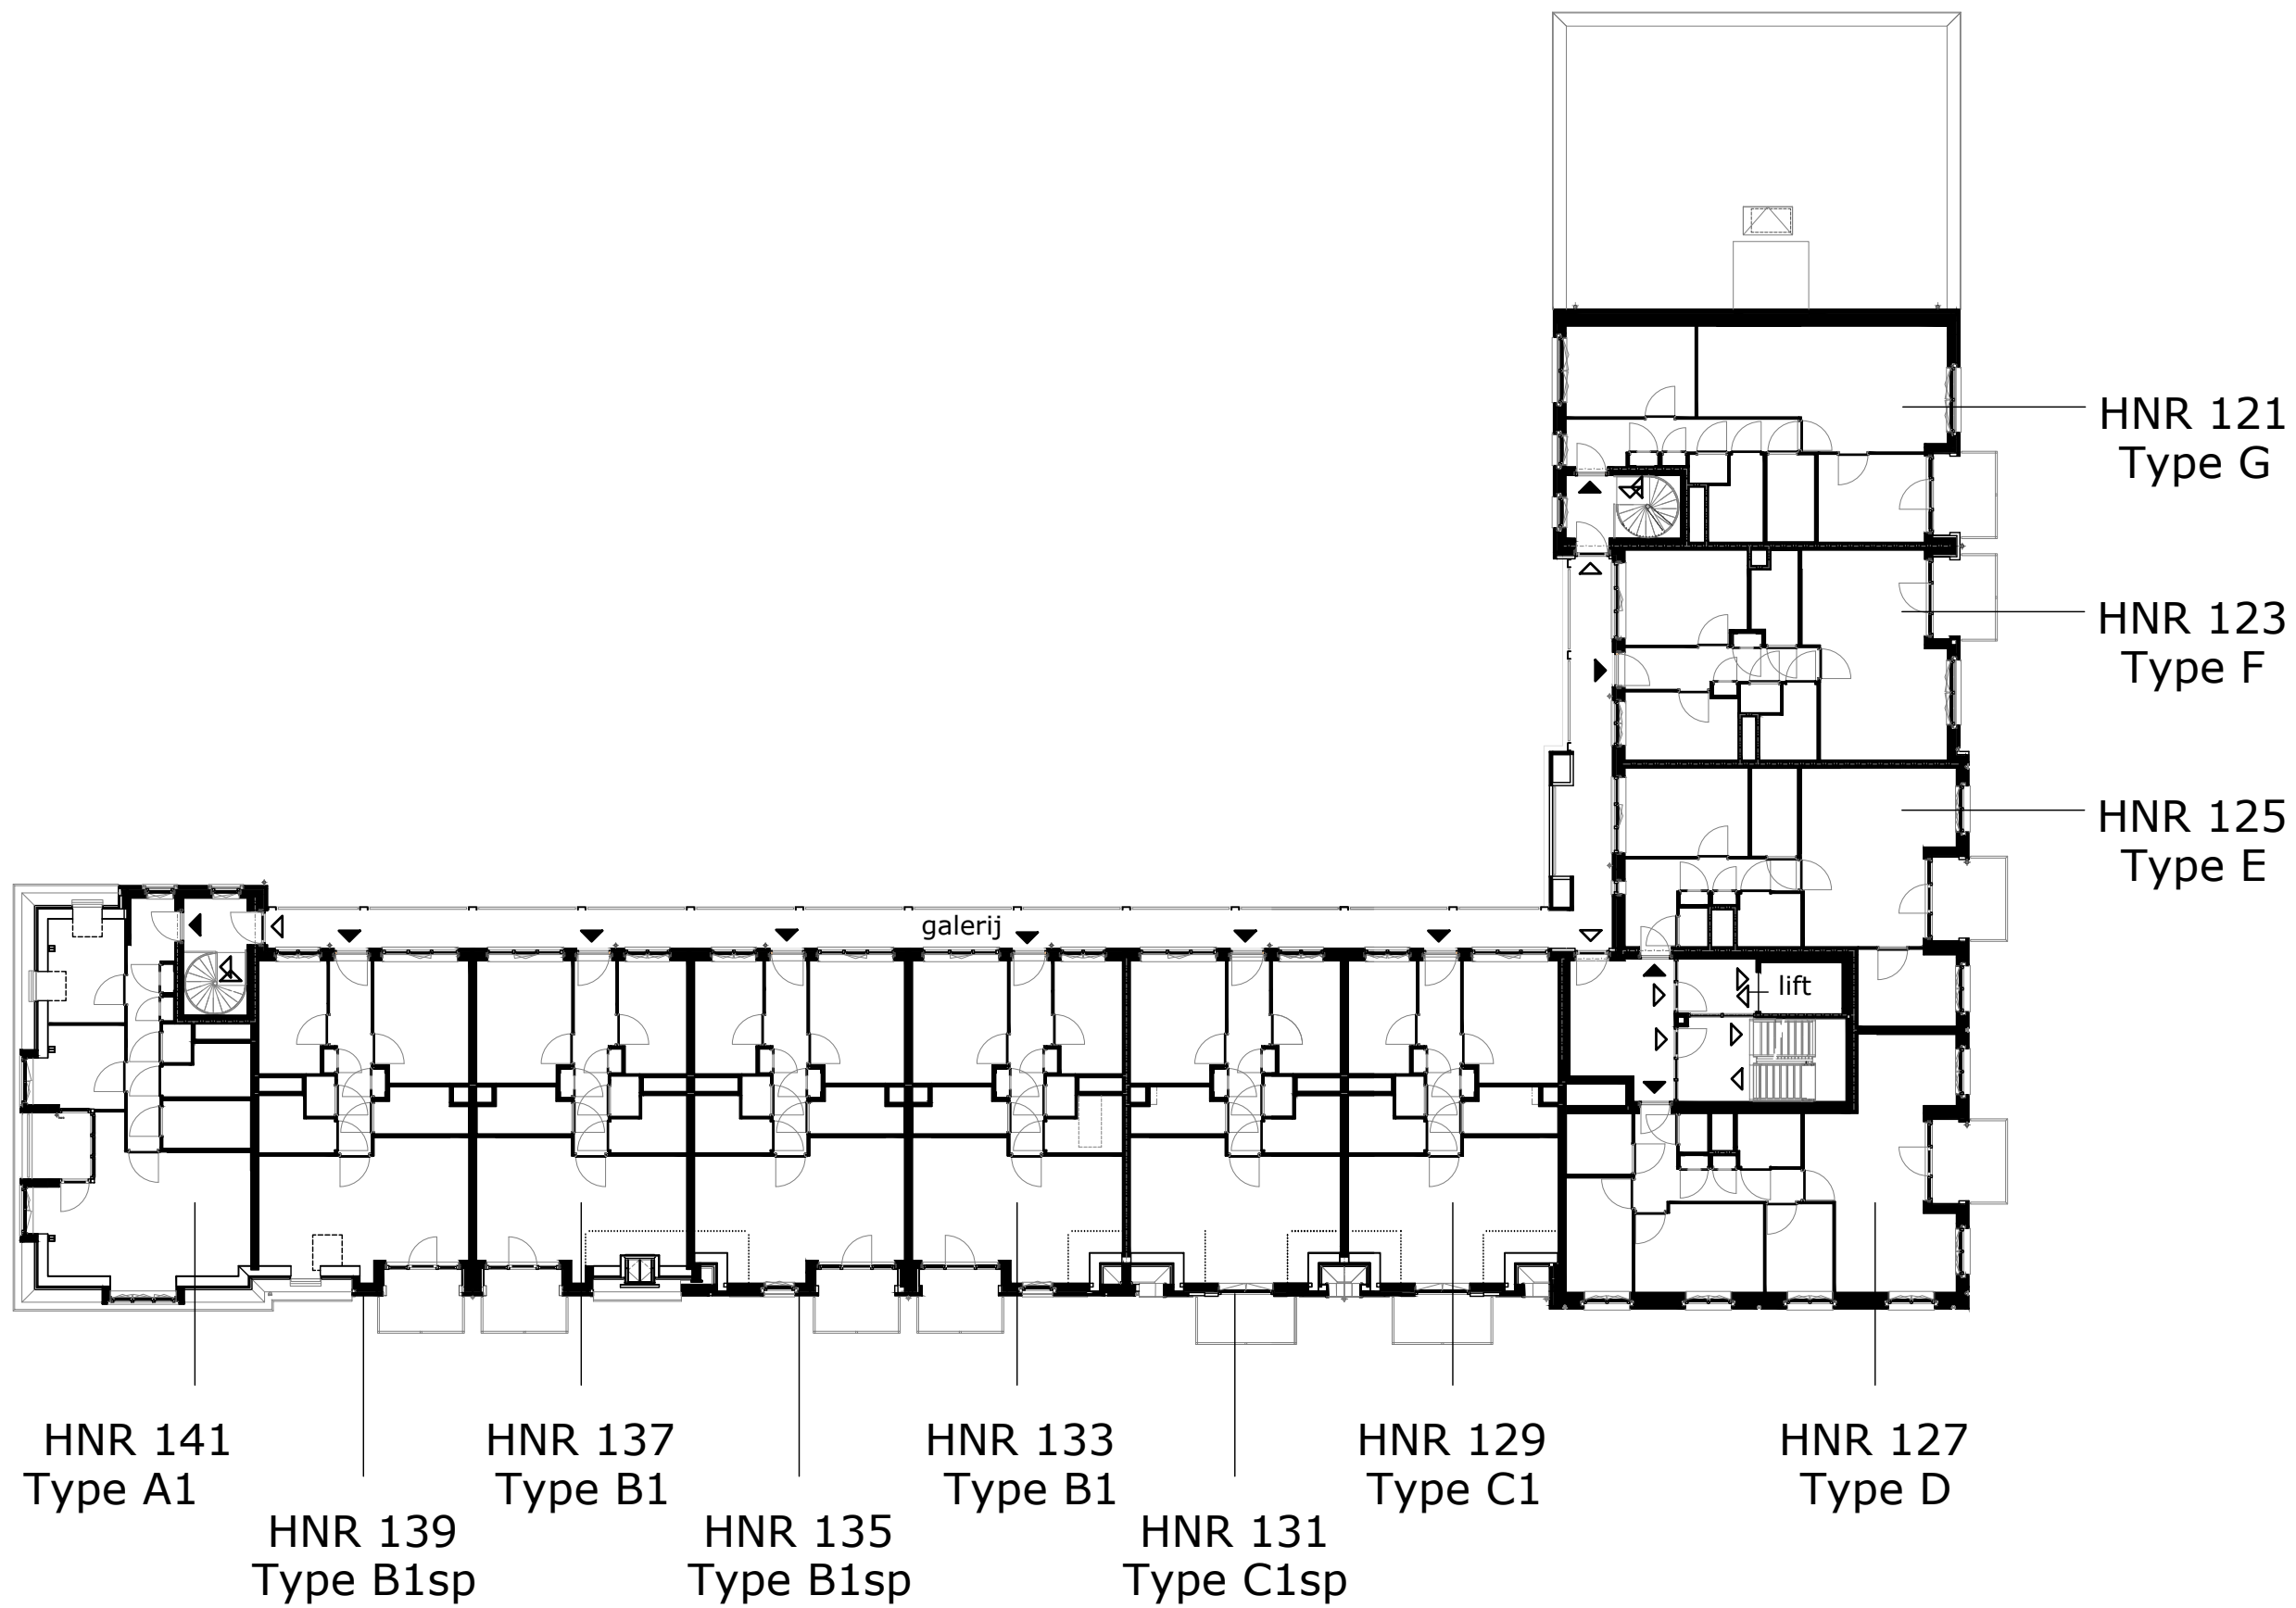 HNR 121
Type G
HNR 123
Type F
HNR 125
Type E
galerij
lift
HNR 141
Type A1
HNR 139
Type B1sp
HNR 137
Type B1
HNR 135
Type B1sp
HNR 133
Type B1
HNR 131
Type C1sp
HNR 129
Type C1
HNR 127
Type D